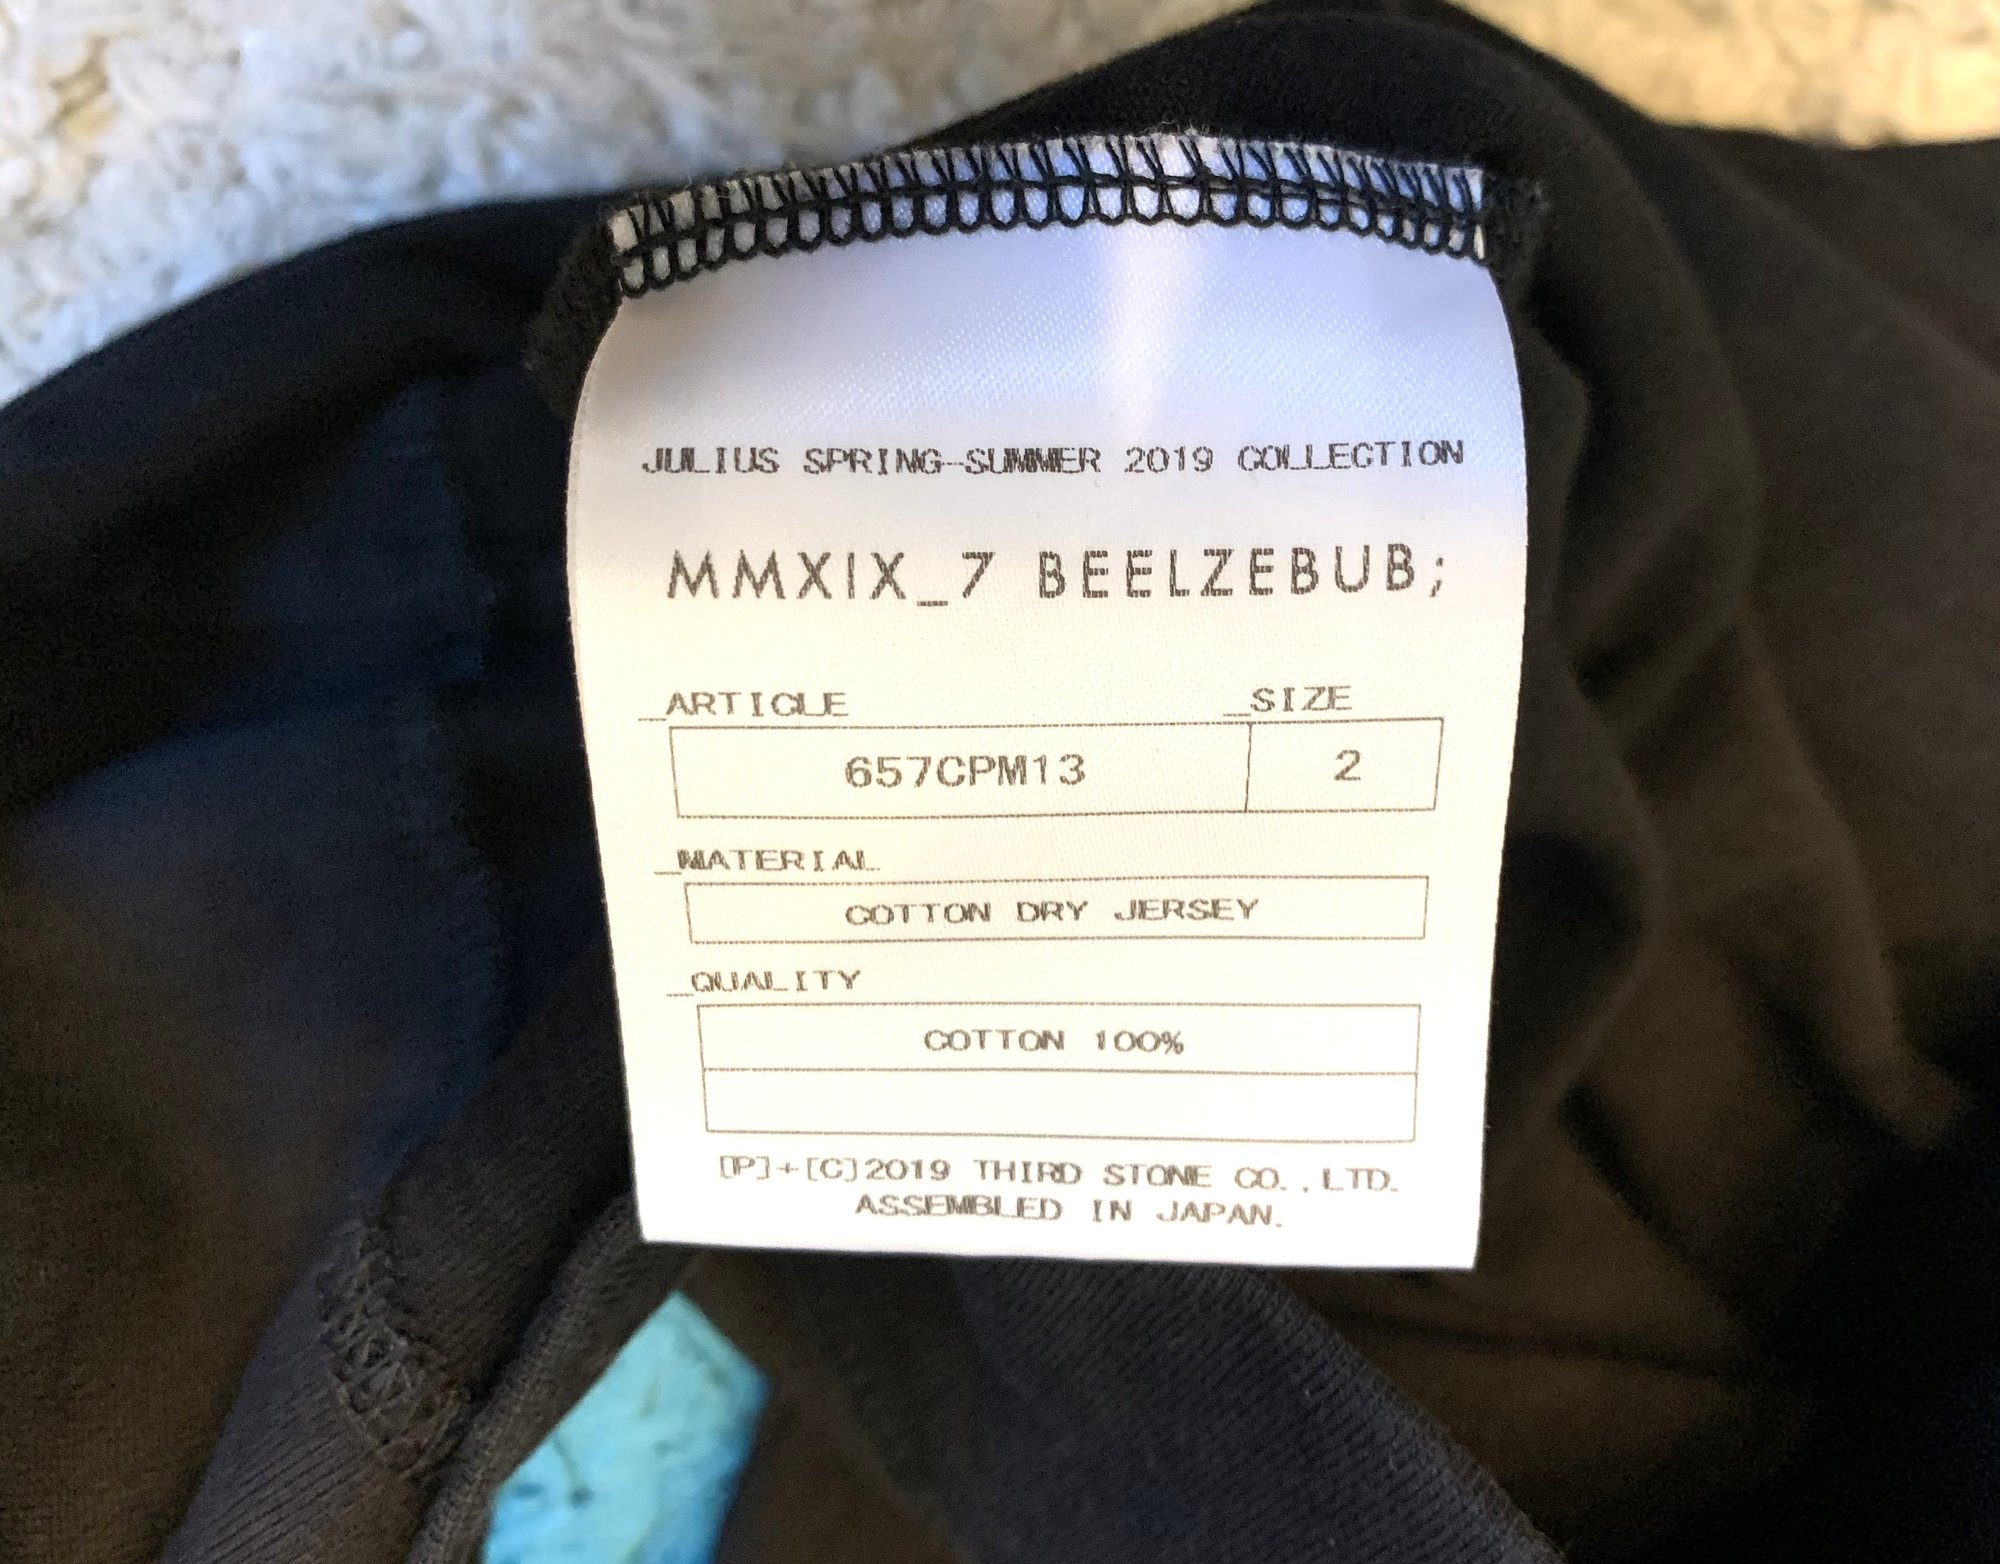 JULIUS SPRING-SUMMER 2019 COLLECTION
MMXIX_7 BEELZEBUB;
_ARTICLE _SIZE
657CPM13 2
_MATERIAL
COTTON DRY JERSEY
_QUALITY
COTTON 100%
[P]+[C]2019 THIRD STONE CO.,LTD.
ASSEMBLED IN JAPAN.